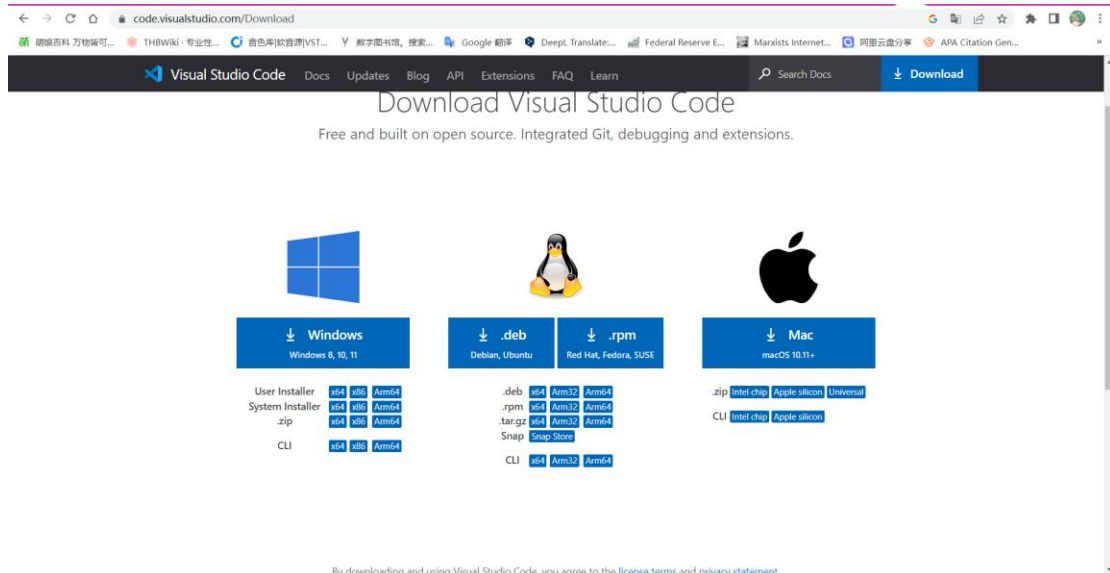 code.visualstudio.com/Download
萌娘百科 万物皆可... THBWiki · 专业性... 音色库|软音源|VST... 数字图书馆。搜索... Google 翻译 DeepL Translate:... Federal Reserve E... Marxists Internet... 阿里云盘分享 APA Citation Gen... »
Visual Studio Code Docs Updates Blog API Extensions FAQ Learn Search Docs Download
Download Visual Studio Code
Free and built on open source. Integrated Git, debugging and extensions.
Windows .deb .rpm Mac
Windows 8, 10, 11 Debian, Ubuntu Red Hat, Fedora, SUSE macOS 10.11+
User Installer x64 x86 Arm64 .deb x64 Arm32 Arm64 .zip Intel chip Apple silicon Universal
System Installer x64 x86 Arm64 .rpm x64 Arm32 Arm64
.zip x64 x86 Arm64 .tar.gz x64 Arm32 Arm64 CLI Intel chip Apple silicon
Snap Snap Store
CLI x64 x86 Arm64
CLI x64 Arm32 Arm64
By downloading and using Visual Studio Code, you agree to the license terms and privacy statement.